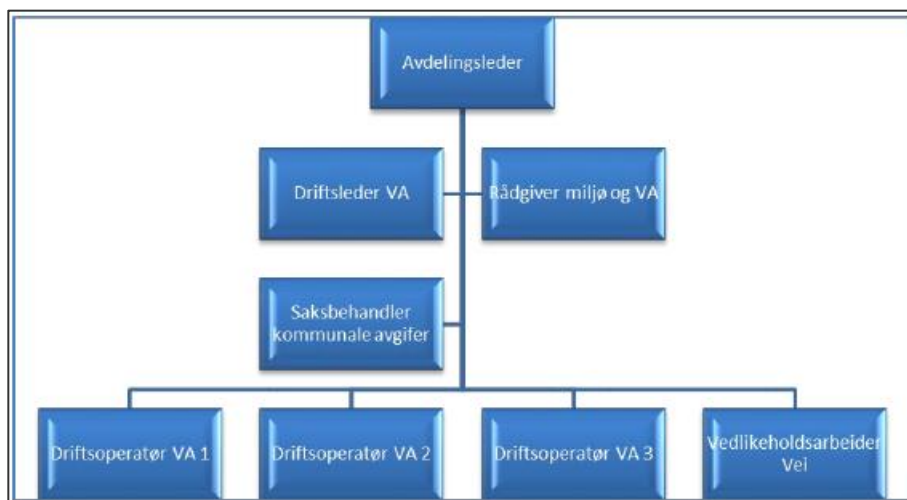 Avdelingsleder
Driftsleder VA
Rådgiver miljø og VA
Saksbehandler
kommunale avgifer
Driftsoperatør VA 1
Driftsoperatør VA 2
Driftsoperatør VA 3
Vedlikeholdsarbeider
Vei